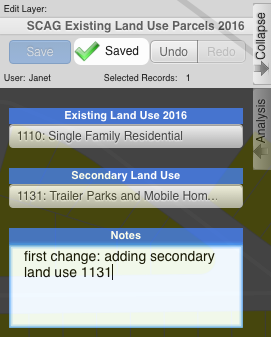 Edit Layer:
SCAG Existing Land Use Parcels 2016
Save Saved Undo Redo
User: Janet Selected Records: 1
Collapse
Analysis
Existing Land Use 2016
1110: Single Family Residential
Secondary Land Use
1131: Trailer Parks and Mobile Hom...
Notes
first change: adding secondary
land use 1131